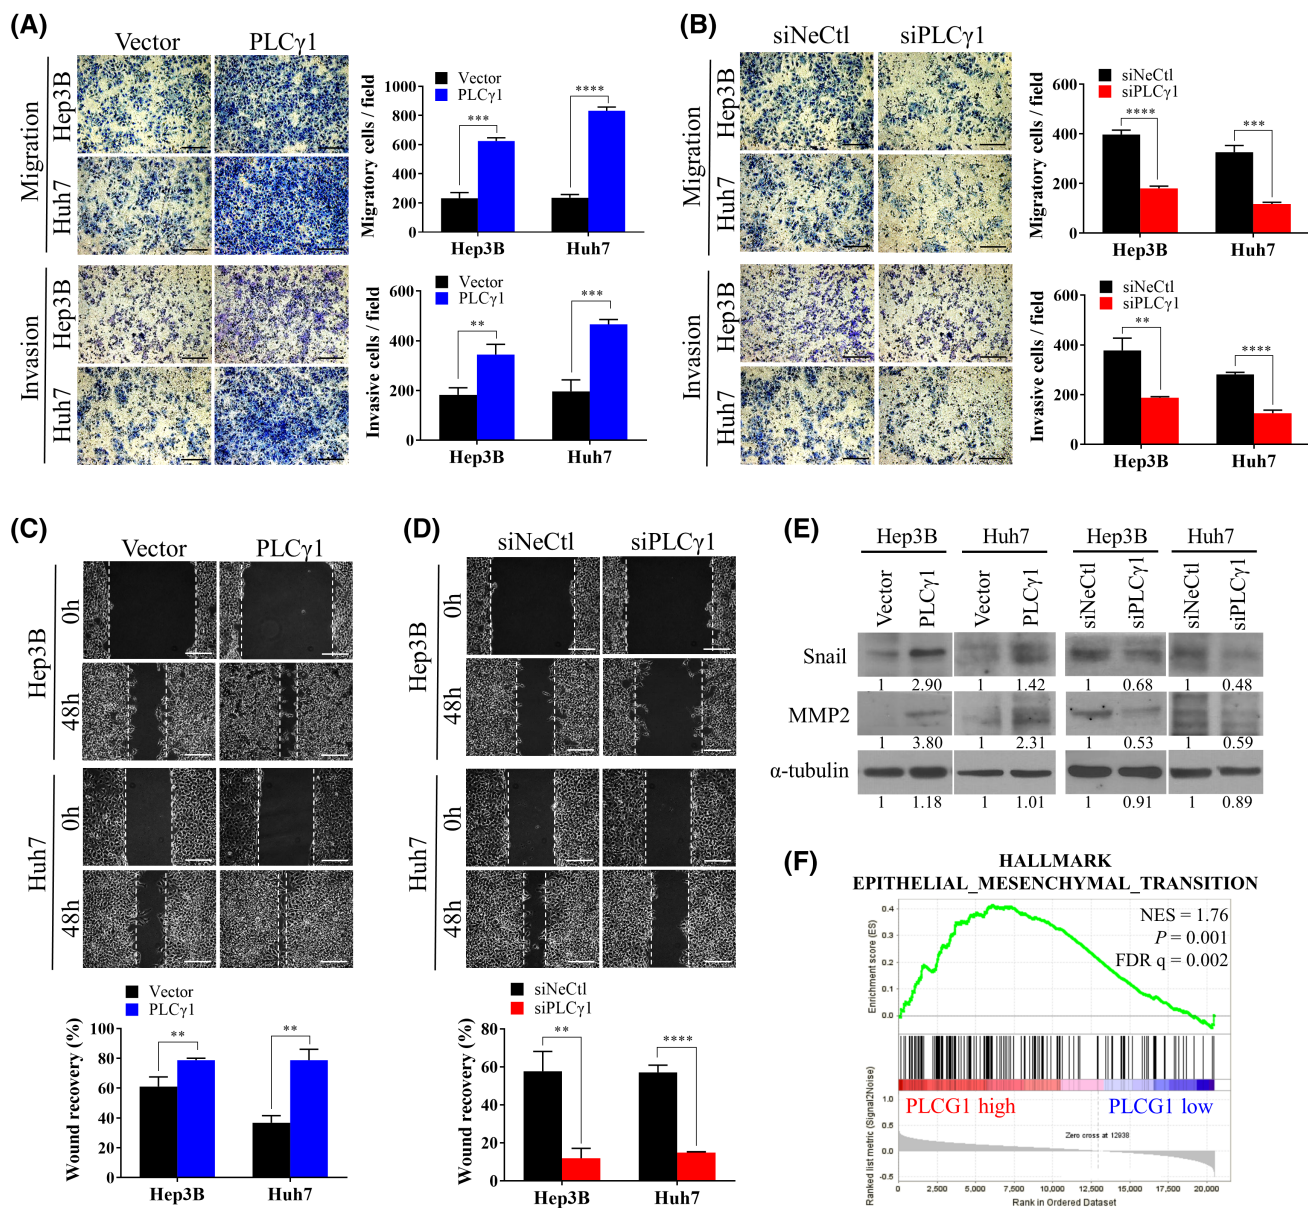 (A)
Vector PLCγ1
Migration
Hep3B
Huh7
Invasion
Hep3B
Huh7
Vector
PLCγ1
Migratory cells / field
1000
800
600
400
200
0
*** ****
Hep3B Huh7
Vector
PLCγ1
Invasive cells / field
600
400
200
0
** ***
Hep3B Huh7
(B)
siNeCtl siPLCγ1
Migration
Hep3B
Huh7
Invasion
Hep3B
Huh7
siNeCtl
siPLCγ1
Migratory cells / field
600
400
200
0
**** ***
Hep3B Huh7
siNeCtl
siPLCγ1
Invasive cells / field
600
400
200
0
** ****
Hep3B Huh7
(C)
Vector PLCγ1
Hep3B
0h
48h
Huh7
0h
48h
Vector
PLCγ1
Wound recovery (%)
100
80
60
40
20
0
** **
Hep3B Huh7
(D)
siNeCtl siPLCγ1
Hep3B
0h
48h
Huh7
0h
48h
siNeCtl
siPLCγ1
Wound recovery (%)
80
60
40
20
0
** ****
Hep3B Huh7
(E)
Hep3B Huh7 Hep3B Huh7
Vector PLCγ1 Vector PLCγ1 siNeCtl siPLCγ1 siNeCtl siPLCγ1
Snail
1 2.90 1 1.42 1 0.68 1 0.48
MMP2
1 3.80 1 2.31 1 0.53 1 0.59
α-tubulin
1 1.18 1 1.01 1 0.91 1 0.89
(F)
HALLMARK
EPITHELIAL_MESENCHYMAL_TRANSITION
NES = 1.76
P = 0.001
FDR q = 0.002
Enrichment score (ES)
0.4
0.3
0.2
0.1
0.0
PLCG1 high PLCG1 low
Ranked list metric (Signal2Noise)
1.0
0.5
0.0
-0.5
Zero cross at 12938
0 2,500 5,000 7,500 10,000 12,500 15,000 17,500 20,000
Rank in Ordered Dataset